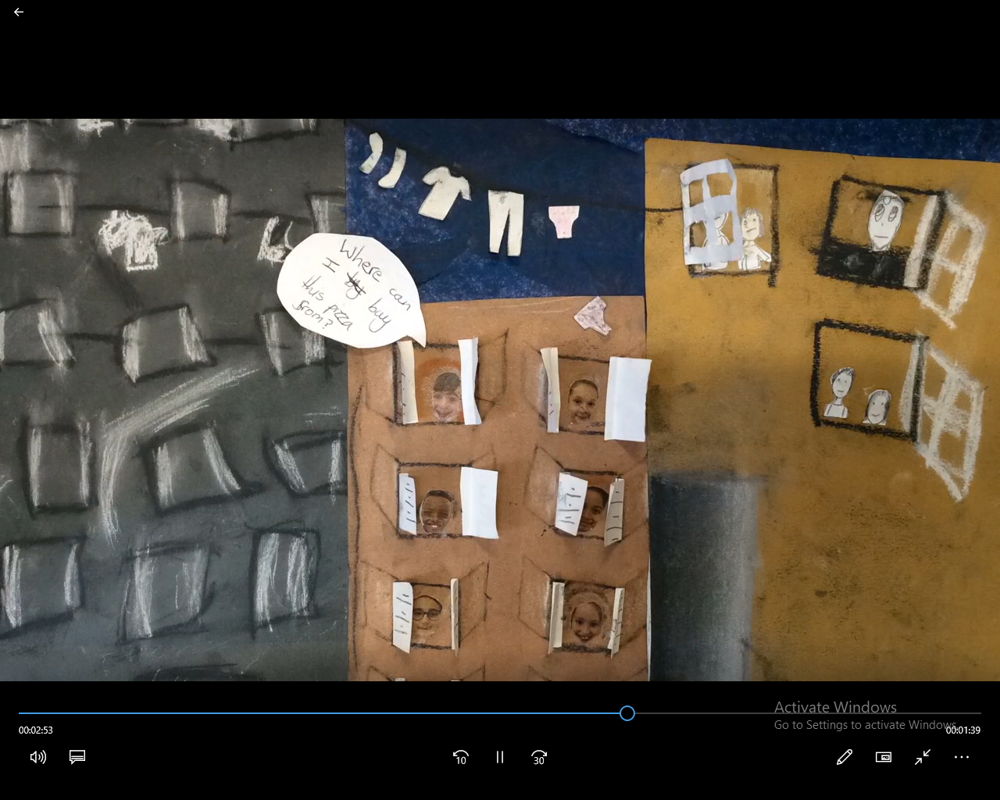 Where can
I buy
this pizza
from?
Activate Windows
Go to Settings to activate Windows.
00:02:53
00:01:39
10
30